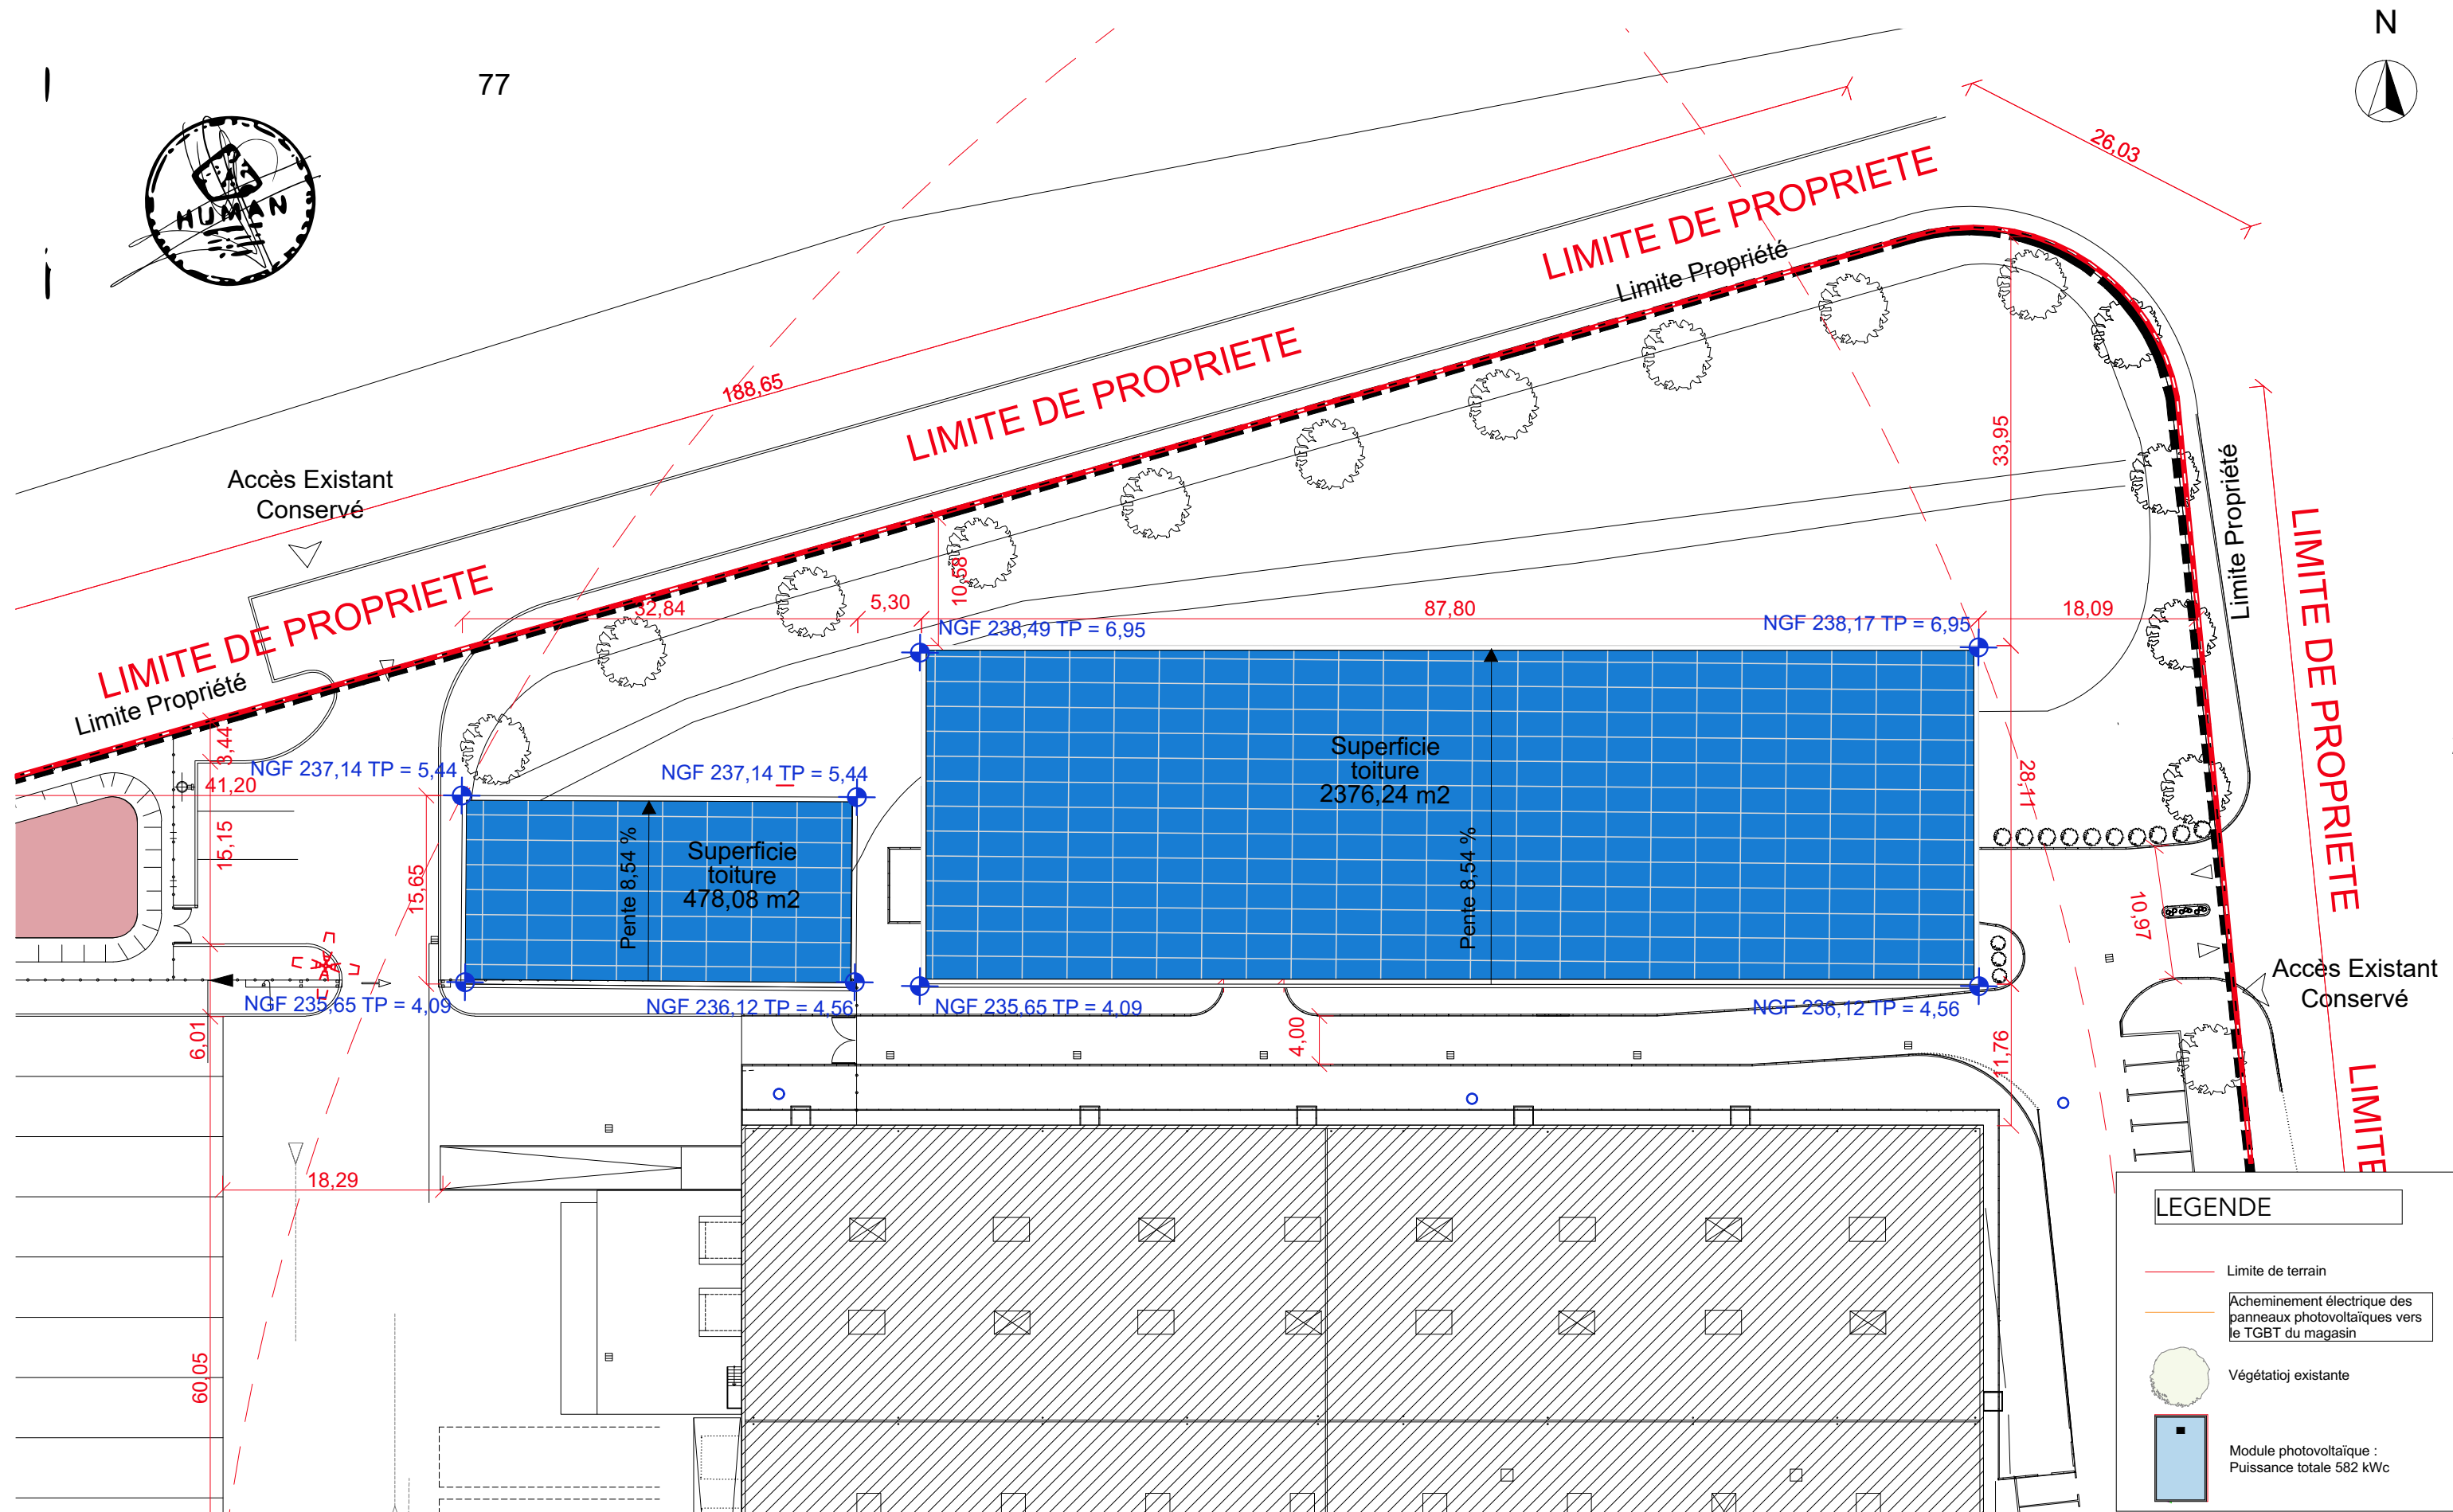 N
77
HUMAN
26,03
LIMITE DE PROPRIETE
Limite Propriété
188,65
LIMITE DE PROPRIETE
33,95
Accès Existant
Conservé
Limite Propriété
LIMITE DE PROPRIETE
10,58
LIMITE DE PROPRIETE
Limite Propriété
32,84
5,30
87,80
18,09
NGF 238,49 TP = 6,95
NGF 238,17 TP = 6,95
3,44
41,20
NGF 237,14 TP = 5,44
NGF 237,14 TP = 5,44
Superficie
toiture
2376,24 m2
28,11
15,15
15,65
Pente 8,54 %
Superficie
toiture
478,08 m2
Pente 8,54 %
10,97
Accès Existant
Conservé
NGF 235,65 TP = 4,09
NGF 236,12 TP = 4,56
NGF 235,65 TP = 4,09
NGF 236,12 TP = 4,56
6,01
4,00
11,76
LIMITE
18,29
60,05
LEGENDE
Limite de terrain
Acheminement électrique des
panneaux photovoltaïques vers
le TGBT du magasin
Végétatioj existante
Module photovoltaïque :
Puissance totale 582 kWc